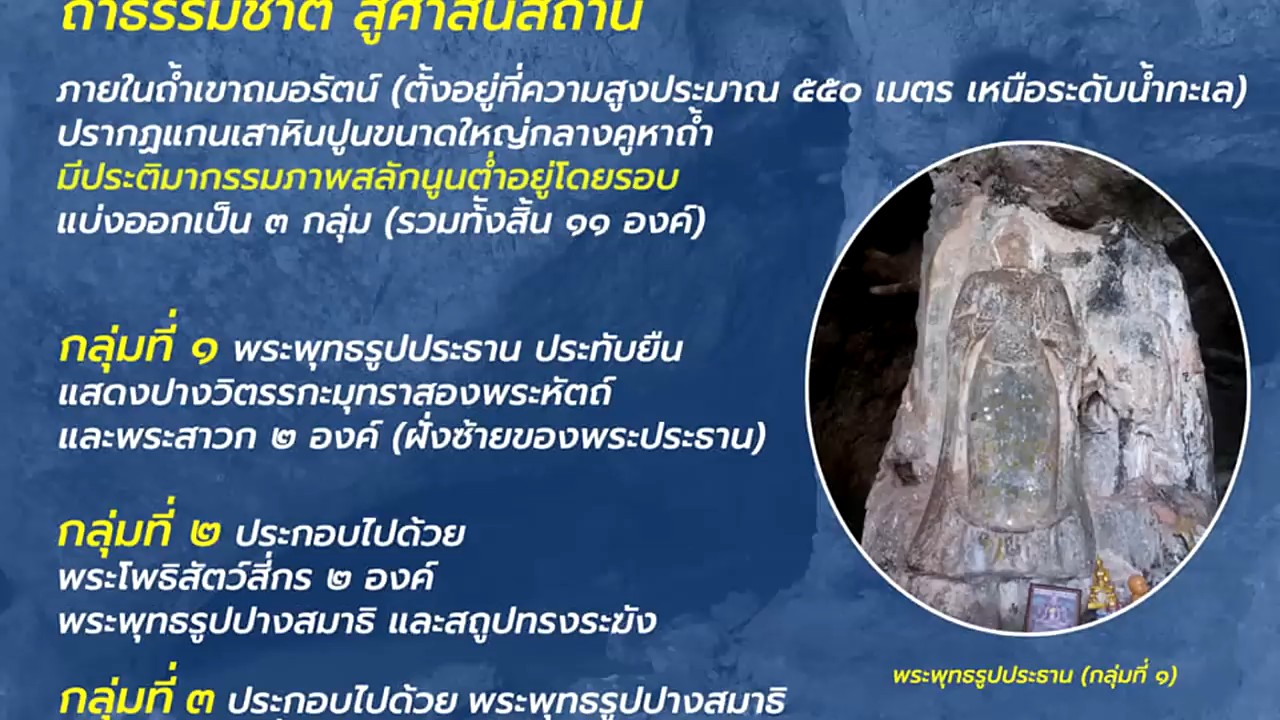 ถ้ำธรรมชาติ สู่ศาสนสถาน
ภายในถ้ำเขาถมอรัตน์ (ตั้งอยู่ที่ความสูงประมาณ ๕๕๐ เมตร เหนือระดับน้ำทะเล)
ปรากฏแกนเสาหินปูนขนาดใหญ่กลางคูหาถ้ำ
มีประติมากรรมภาพสลักนูนต่ำอยู่โดยรอบ
แบ่งออกเป็น ๓ กลุ่ม (รวมทั้งสิ้น ๑๑ องค์)
กลุ่มที่ ๑ พระพุทธรูปประธาน ประทับยืน
แสดงปางวิตรรกะมุทราสองพระหัตถ์
และพระสาวก ๒ องค์ (ฝั่งซ้ายของพระประธาน)
กลุ่มที่ ๒ ประกอบไปด้วย
พระโพธิสัตว์สี่กร ๒ องค์
พระพุทธรูปปางสมาธิ และสถูปทรงระฆัง
พระพุทธรูปประธาน (กลุ่มที่ ๑)
กลุ่มที่ ๓ ประกอบไปด้วย พระพุทธรูปปางสมาธิ